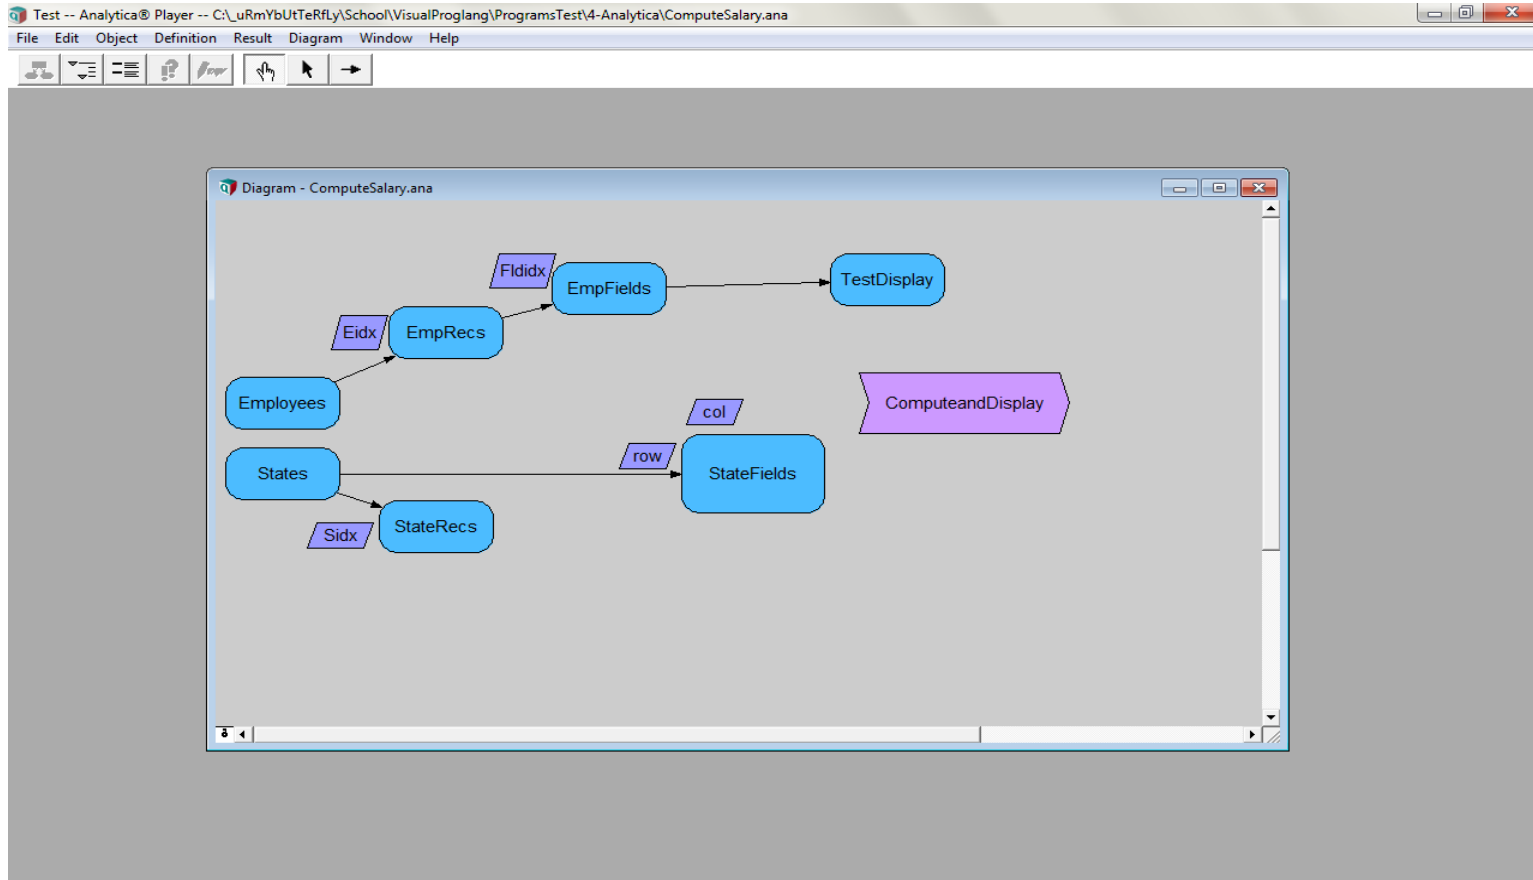 Test -- Analytica® Player -- C:\_uRmYbUtTeRfLy\School\VisualProglang\ProgramsTest\4-Analytica\ComputeSalary.ana
File Edit Object Definition Result Diagram Window Help
Diagram - ComputeSalary.ana
Fldidx
EmpFields
TestDisplay
Eidx
EmpRecs
Employees
col
ComputeandDisplay
row
States
StateFields
Sidx
StateRecs